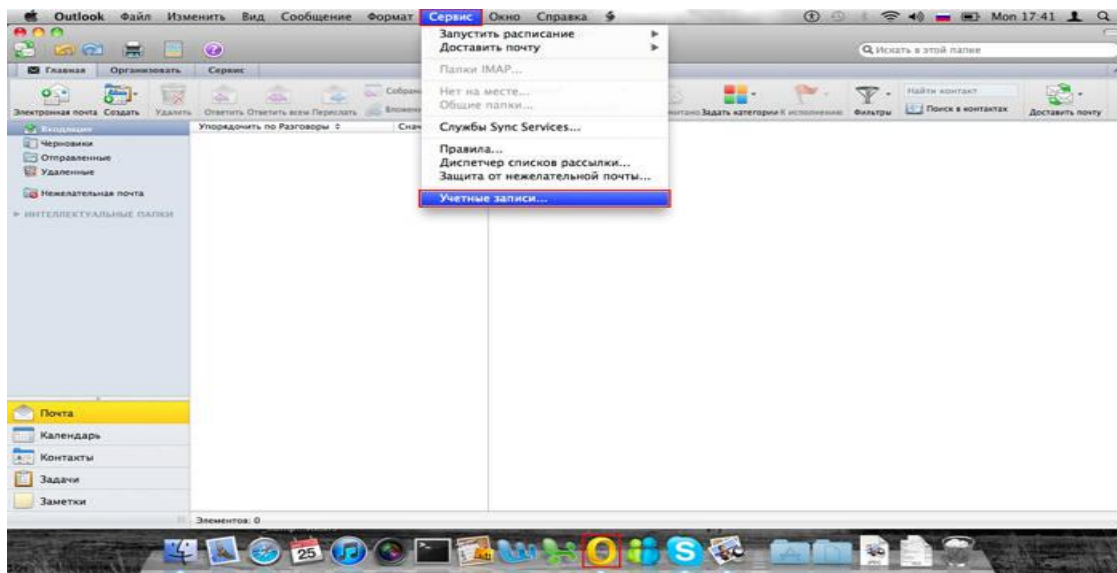 Outlook Файл Изменить Вид Сообщение Формат Сервис Окно Справка Mon 17:41
Запустить расписание
Доставить почту
Искать в этой папке
Главная Организовать Сервис
Папки IMAP...
Нет на месте...
Общие папки...
Найти контакт
Электронная почта Создать Удалить Ответить Ответить всем Переслать Задать категории К исполнению Фильтры Поиск в контактах Доставить почту
Входящие
Упорядочить по Разговоры
Службы Sync Services...
Черновики
Отправленные
Удаленные
Правила...
Диспетчер списков рассылки...
Защита от нежелательной почты...
Нежелательная почта
Учетные записи...
ИНТЕЛЛЕКТУАЛЬНЫЕ ПАПКИ
Почта
Календарь
Контакты
Задачи
Заметки
Элементов: 0
25